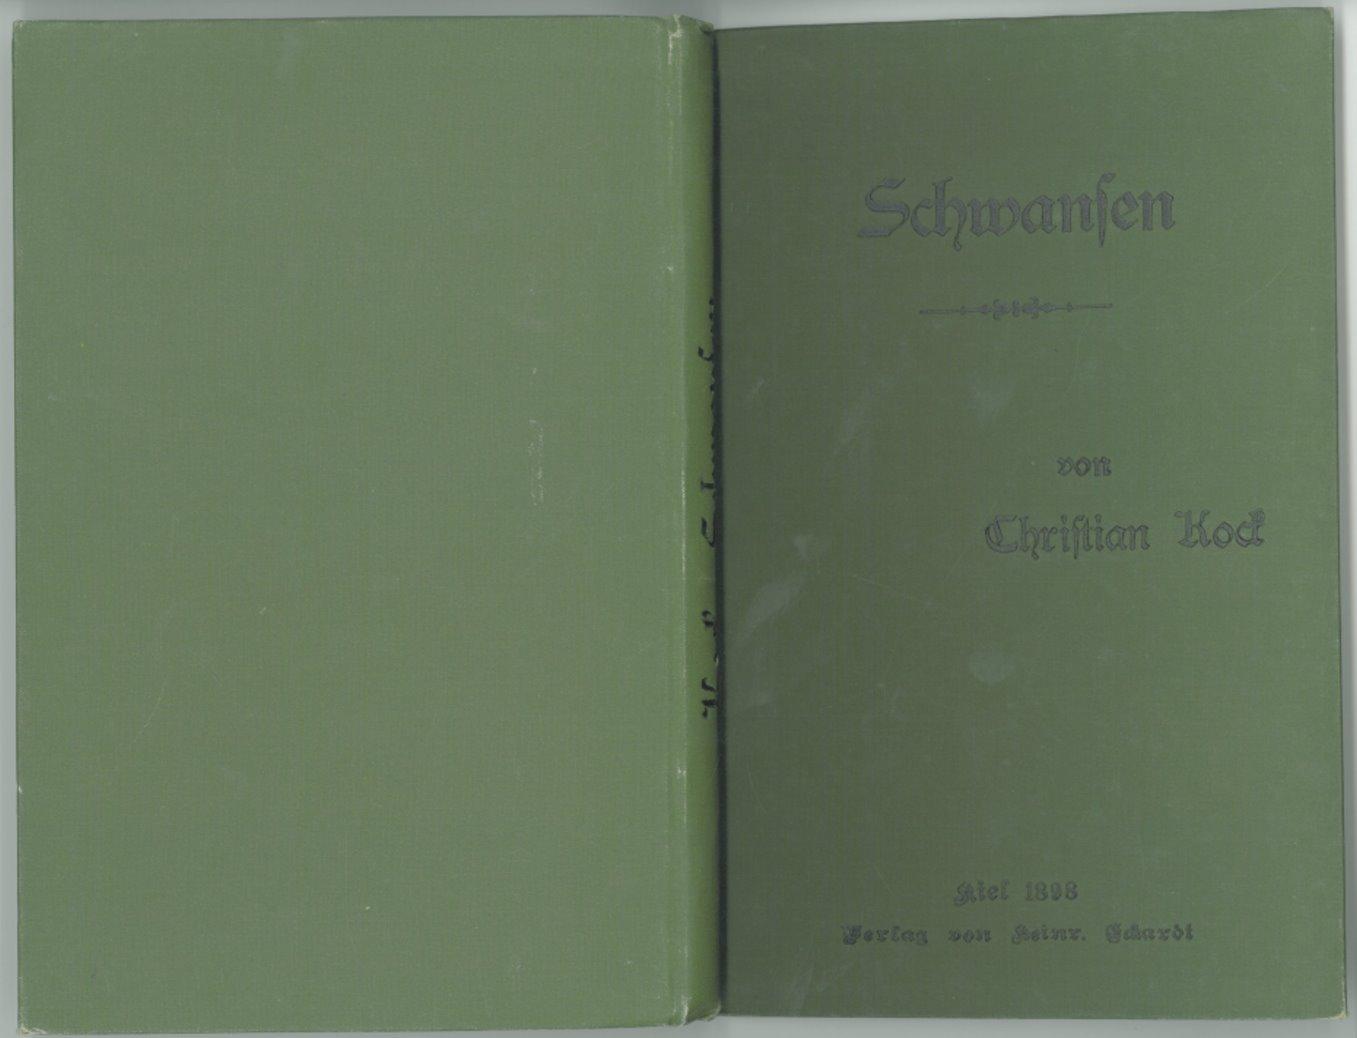 Schwanſen
von
Chriſtian Kock
Kiel 1898
Verlag von Heinr. Eckardt